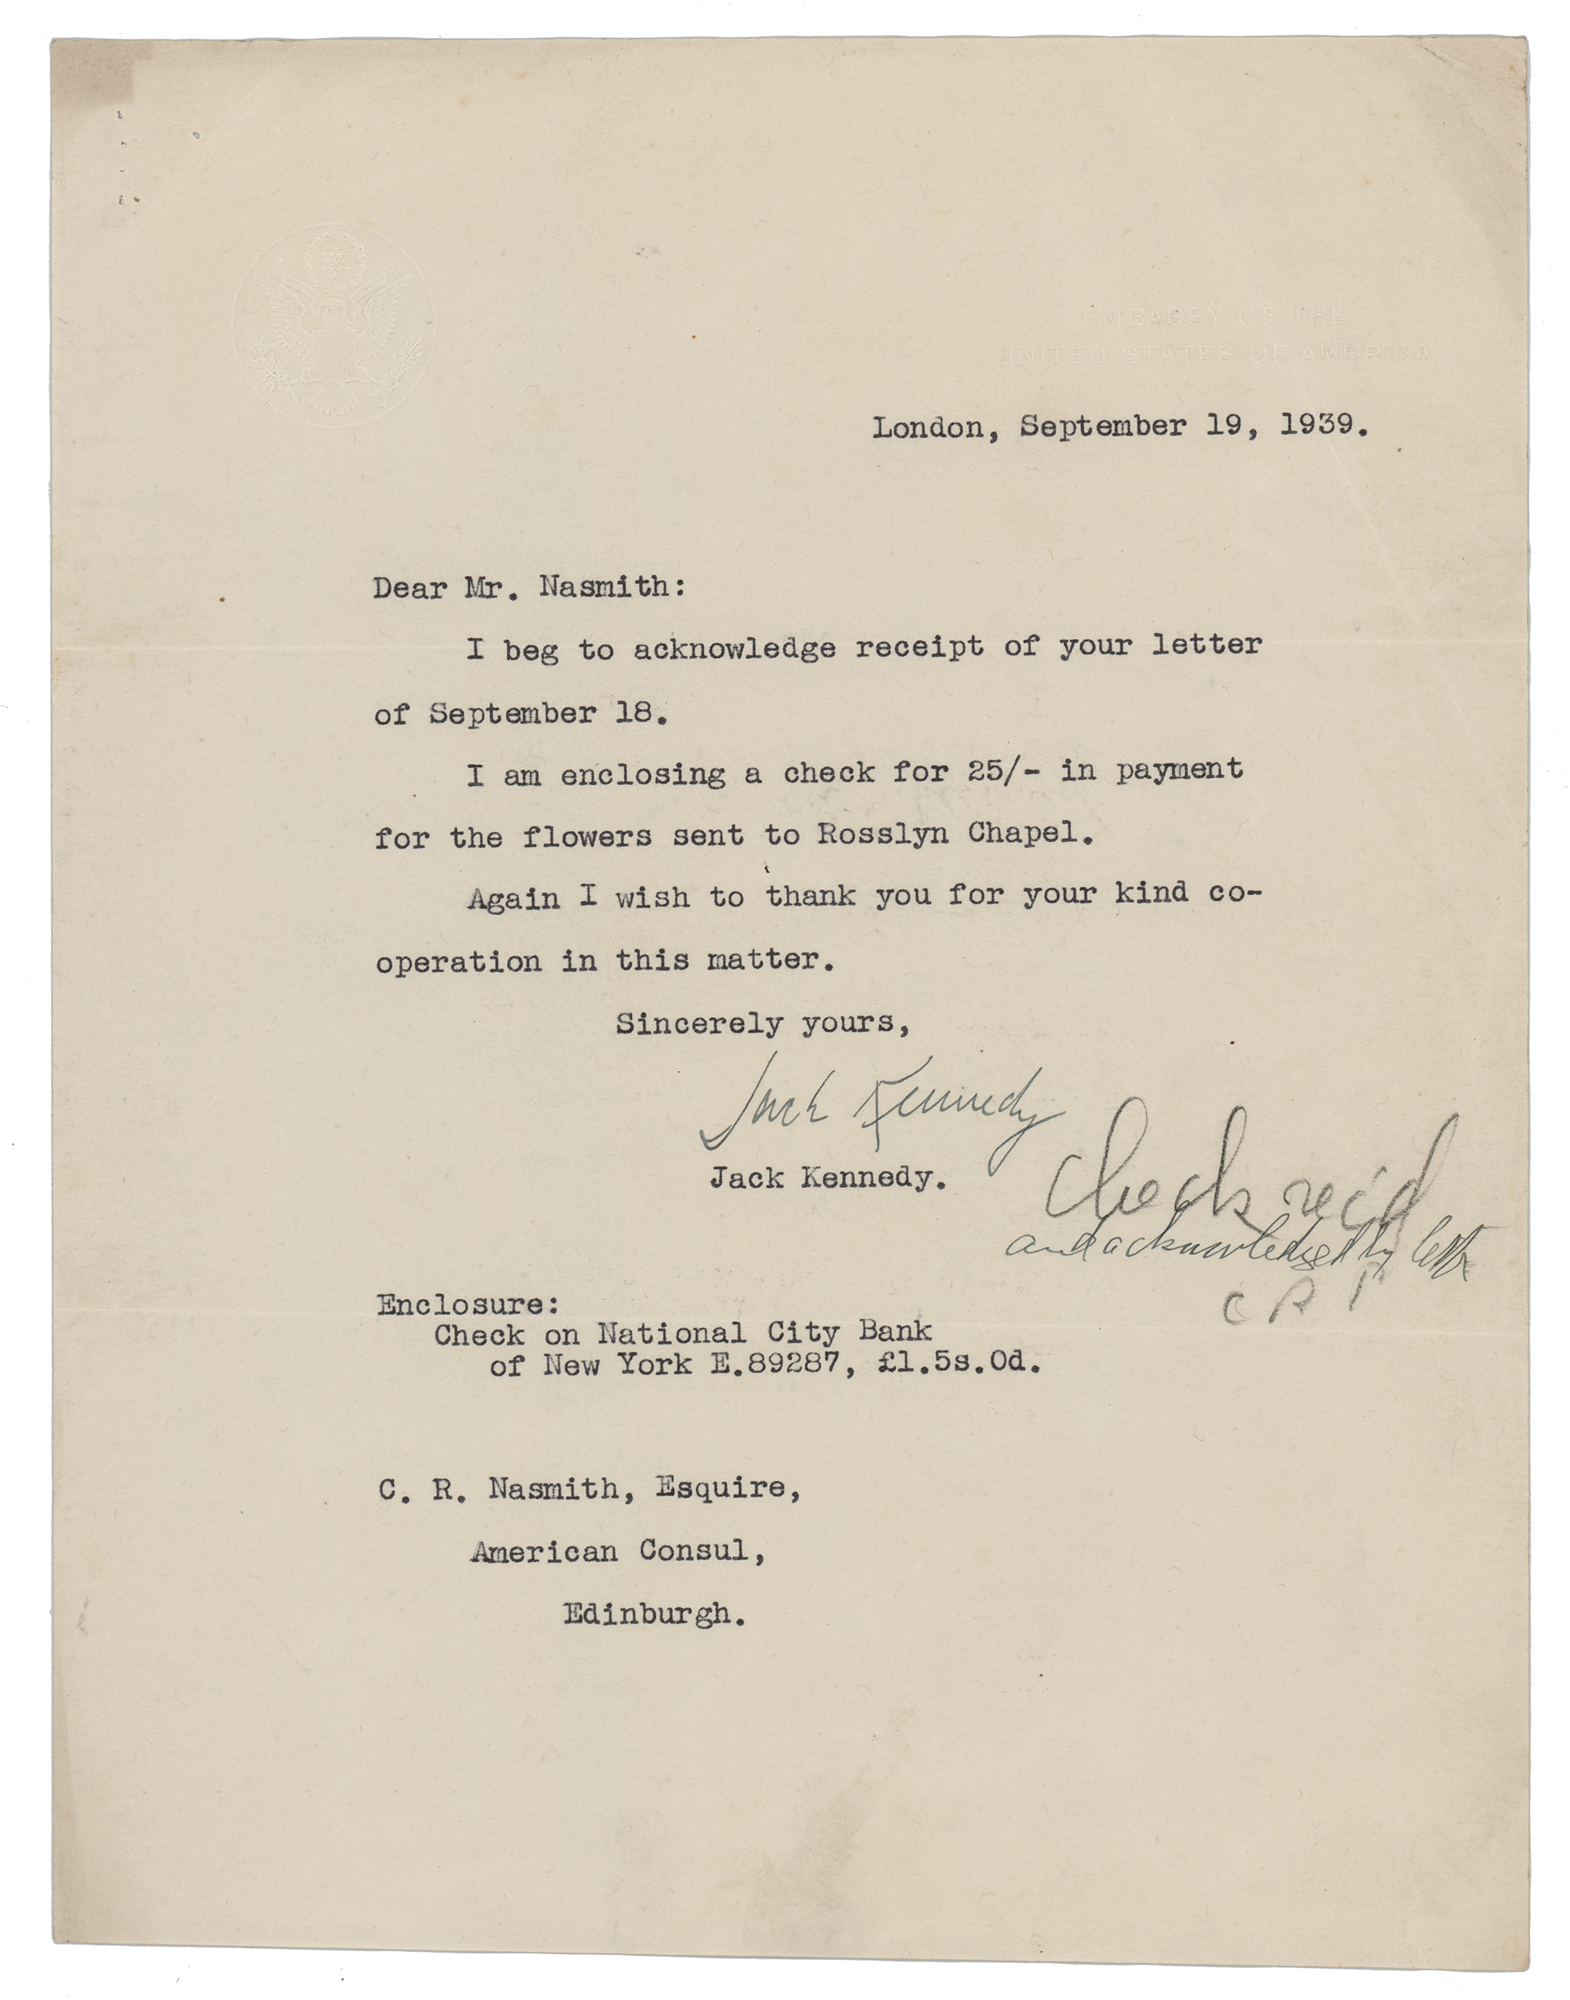 EMBASSY OF THE
UNITED STATES OF AMERICA
London, September 19, 1939.
Dear Mr. Nasmith:
I beg to acknowledge receipt of your letter
of September 18.
I am enclosing a check for 25/- in payment
for the flowers sent to Rosslyn Chapel.
Again I wish to thank you for your kind co-
operation in this matter.
Sincerely yours,
Jack Kennedy
Jack Kennedy.
Check rec'd
and acknowledged by letter
Enclosure:
Check on National City Bank
of New York E.89287, £1.5s.0d.
C. R. Nasmith, Esquire,
American Consul,
Edinburgh.